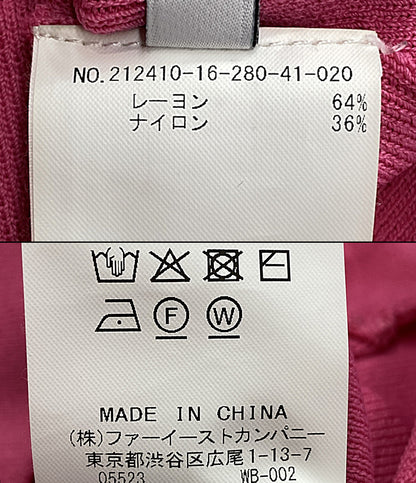 NO.212410-16-280-41-020
レーヨン 64%
ナイロン 36%
F W
MADE IN CHINA
(株)ファーイーストカンパニー
東京都渋谷区広尾1-13-7
05523 WB-002